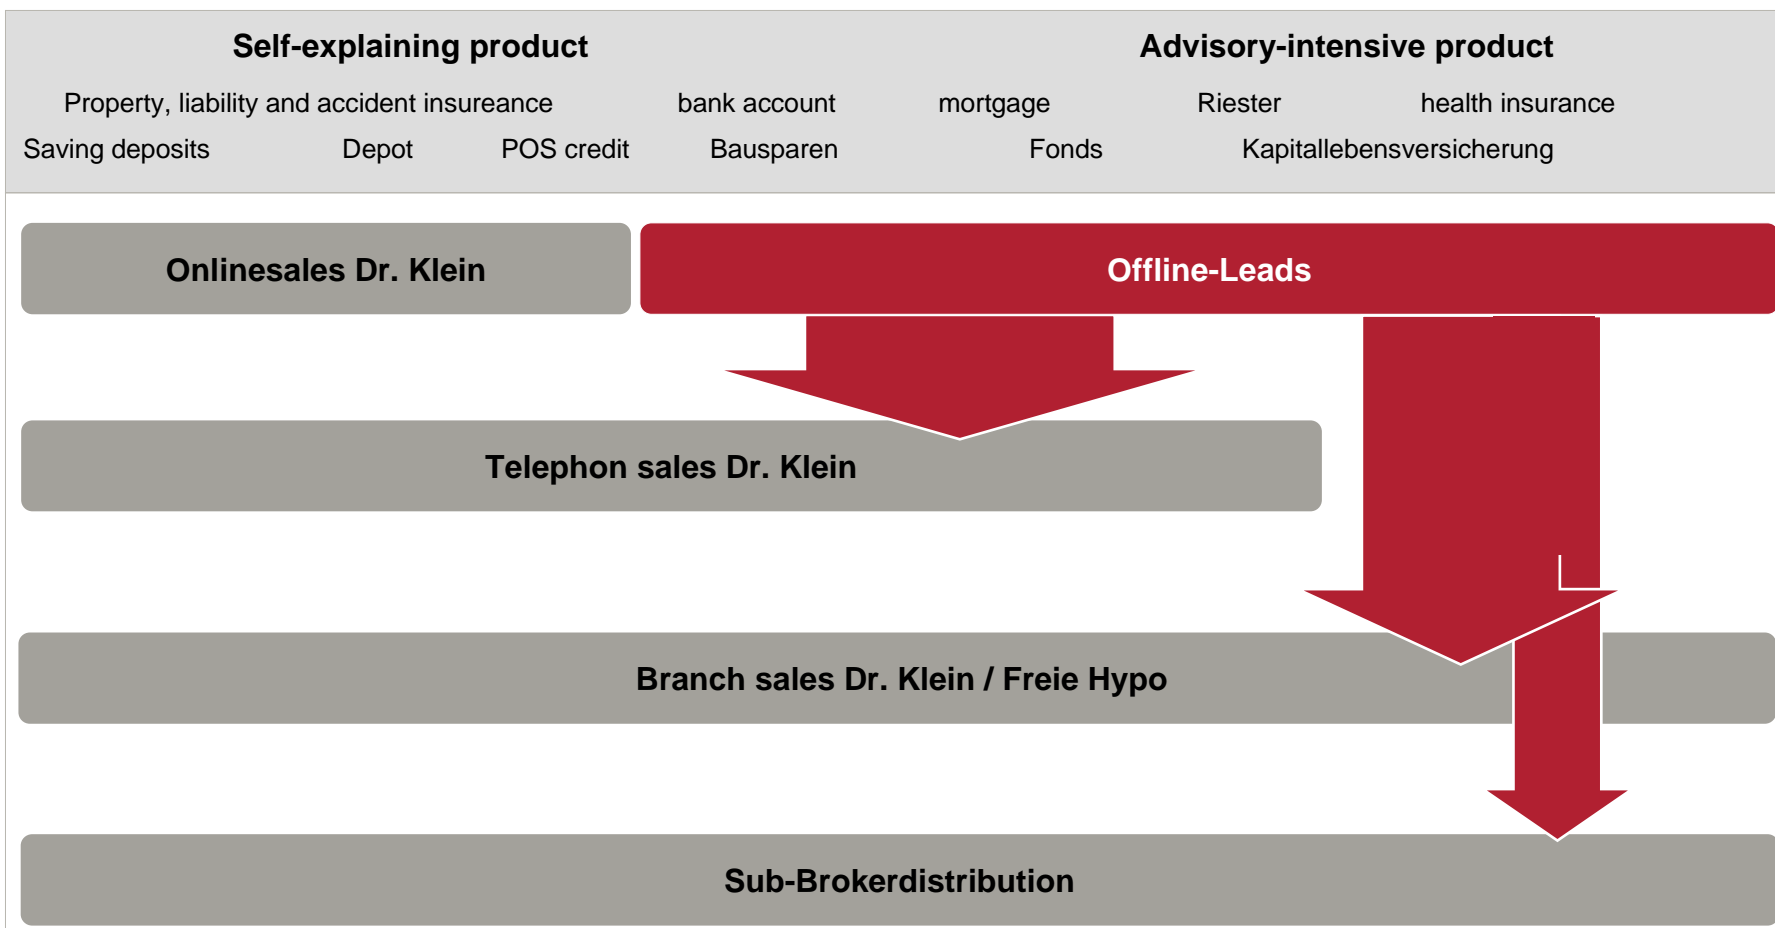 Self-explaining product Advisory-intensive product
Property, liability and accident insureance bank account mortgage Riester health insurance
Saving deposits Depot POS credit Bausparen Fonds Kapitallebensversicherung
Onlinesales Dr. Klein Offline-Leads
Telephon sales Dr. Klein
Branch sales Dr. Klein / Freie Hypo
Sub-Brokerdistribution